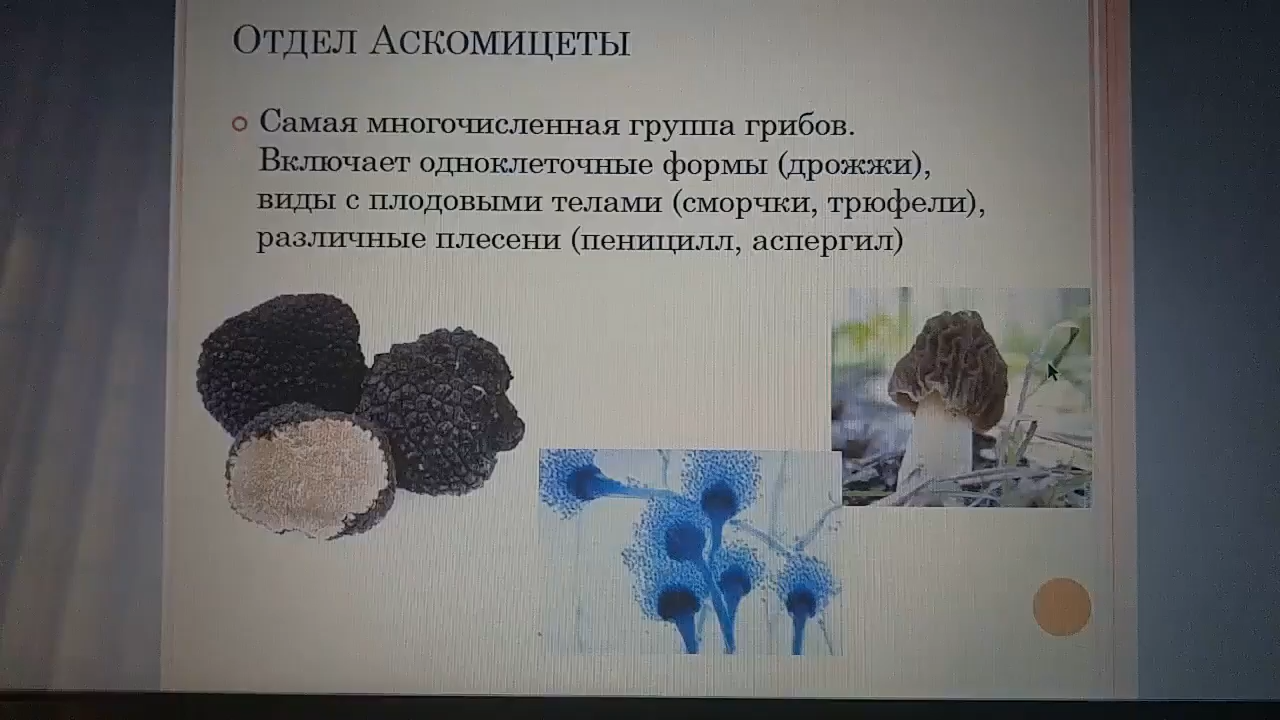 Отдел Аскомицеты
Самая многочисленная группа грибов.
Включает одноклеточные формы (дрожжи),
виды с плодовыми телами (сморчки, трюфели),
различные плесени (пеницилл, аспергил)